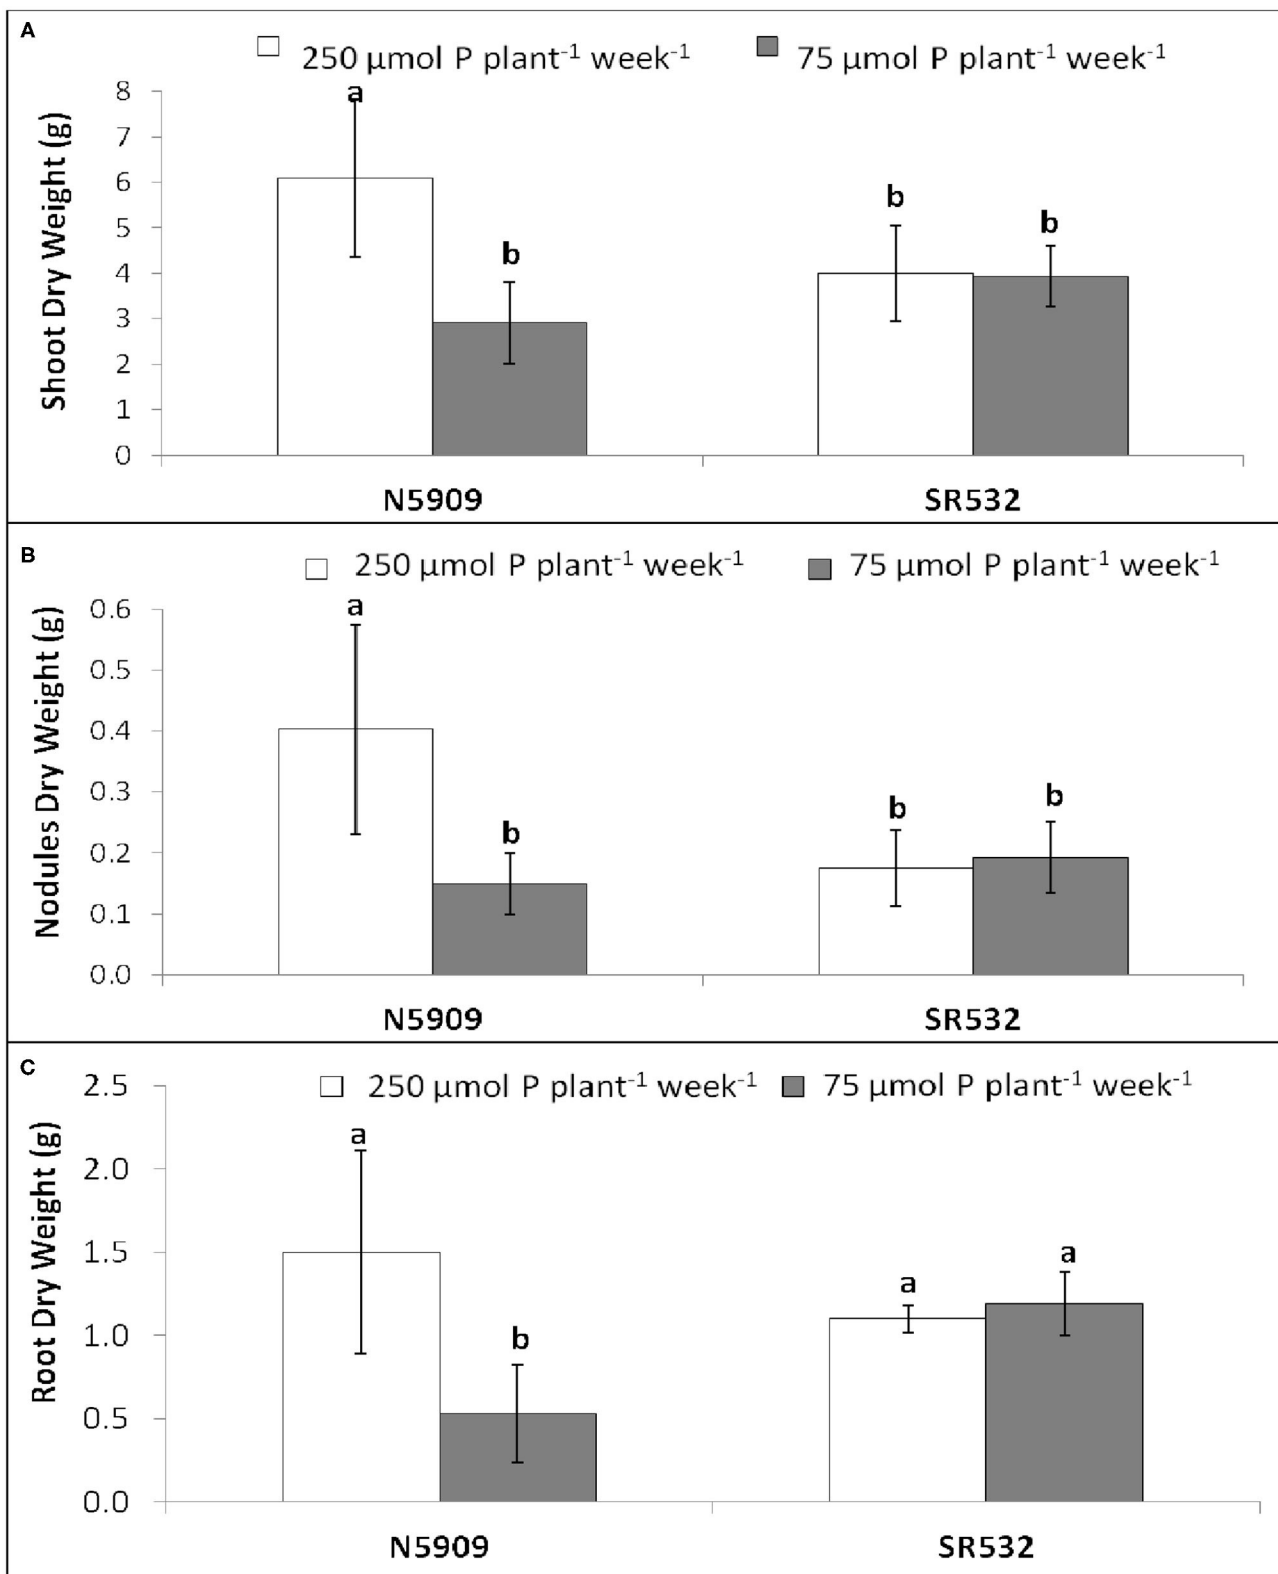 A
250 µmol P plant⁻¹ week⁻¹ 75 µmol P plant⁻¹ week⁻¹
Shoot Dry Weight (g)
8
7
6
5
4
3
2
1
0
a
b
b
b
N5909 SR532
B
250 µmol P plant⁻¹ week⁻¹ 75 µmol P plant⁻¹ week⁻¹
Nodules Dry Weight (g)
0.6
0.5
0.4
0.3
0.2
0.1
0.0
a
b
b
b
N5909 SR532
C
250 µmol P plant⁻¹ week⁻¹ 75 µmol P plant⁻¹ week⁻¹
Root Dry Weight (g)
2.5
2.0
1.5
1.0
0.5
0.0
a
b
a
a
N5909 SR532